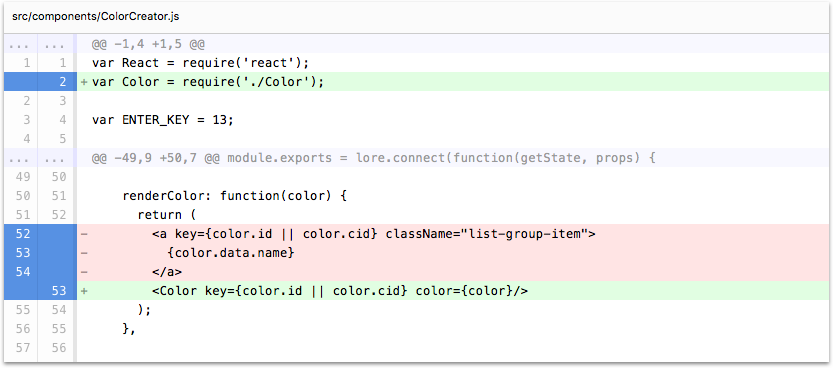 src/components/ColorCreator.js
... ... @@ -1,4 +1,5 @@
1 1 var React = require('react');
2 + var Color = require('./Color');
2 3
3 4 var ENTER_KEY = 13;
4 5
... ... @@ -49,9 +50,7 @@ module.exports = lore.connect(function(getState, props) {
49 50
50 51 renderColor: function(color) {
51 52 return (
52 - <a key={color.id || color.cid} className="list-group-item">
53 - {color.data.name}
54 - </a>
53 + <Color key={color.id || color.cid} color={color}/>
55 54 );
56 55 },
57 56